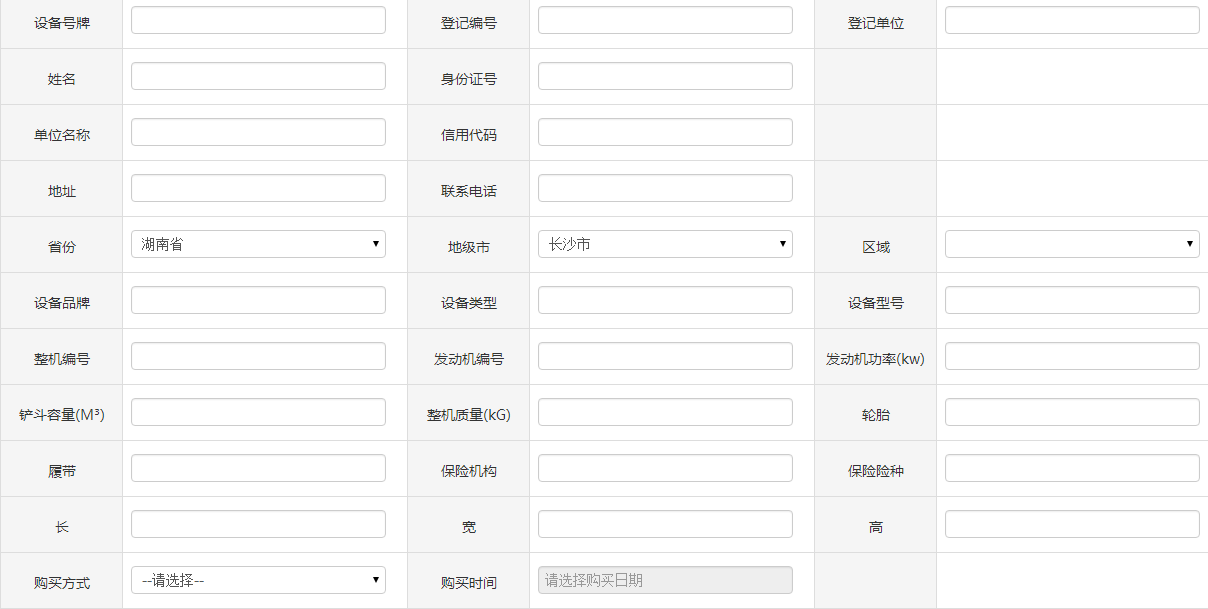 设备号牌 登记编号 登记单位
姓名 身份证号
单位名称 信用代码
地址 联系电话
省份 湖南省 地级市 长沙市 区域
设备品牌 设备类型 设备型号
整机编号 发动机编号 发动机功率(kw)
铲斗容量(M³) 整机质量(kG) 轮胎
履带 保险机构 保险险种
长 宽 高
购买方式 --请选择-- 购买时间 请选择购买日期